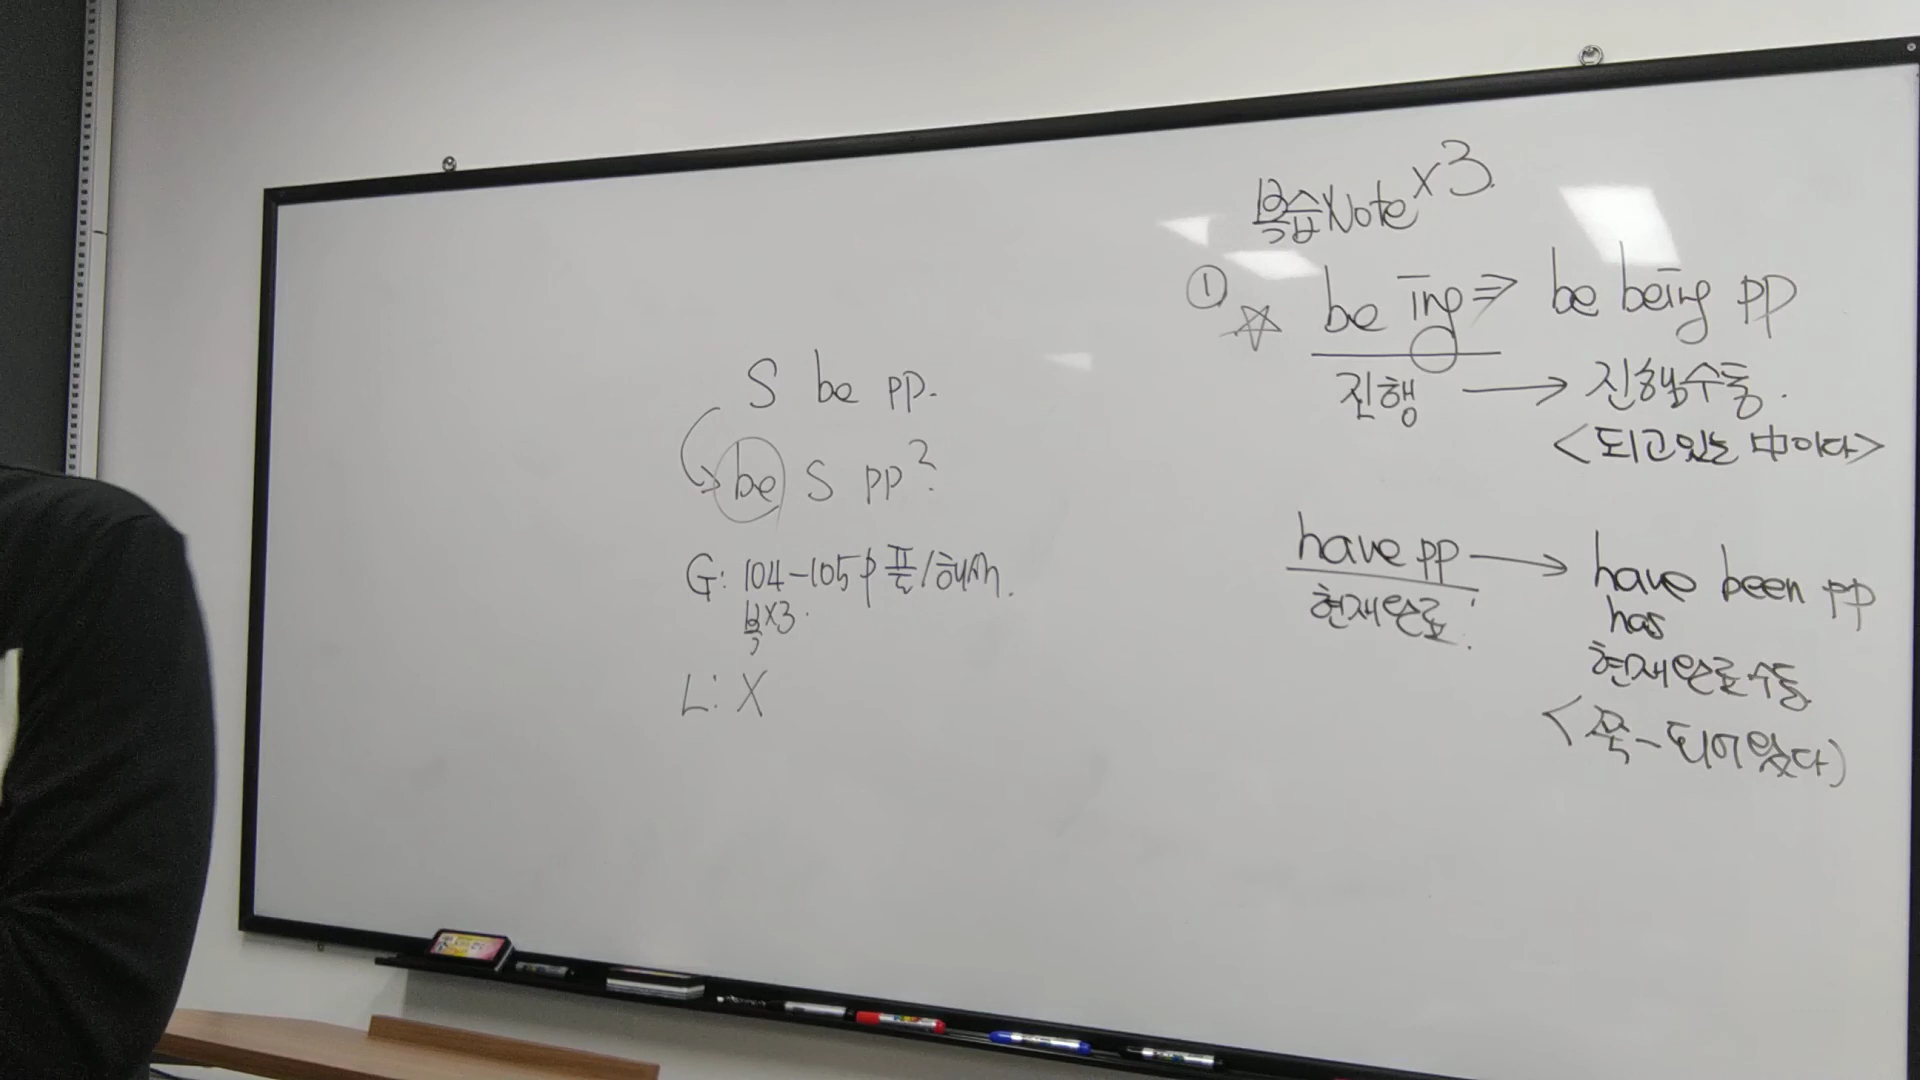 S be pp.
be S pp?
G: 104-105p 풀/해석.
복x3.
L: X
복습Note x3.
① ☆ be ing ⇒ be being pp
진행 → 진행수동.
<되고있는 中이다>
have pp → have been pp
has
현재완료 현재완료수동
<쭉-되어 왔다)